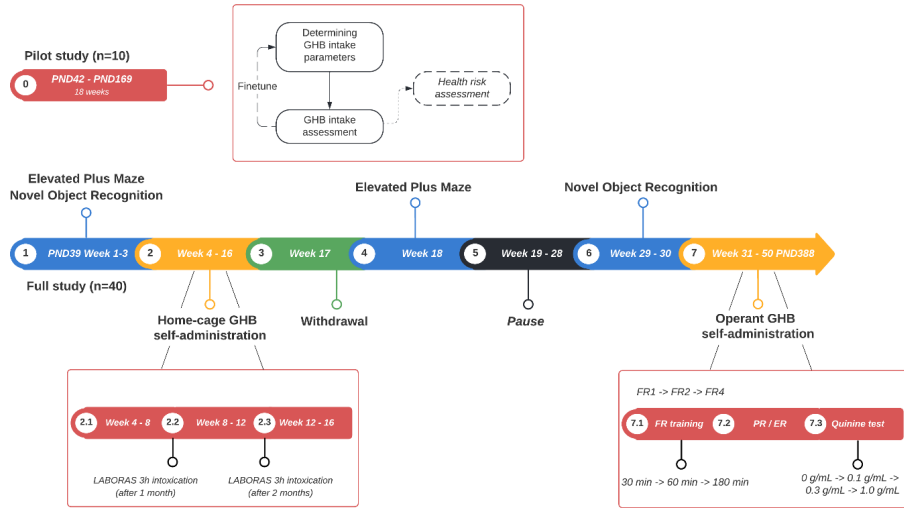 Pilot study (n=10)
0
PND42 - PND169
18 weeks
Determining
GHB intake
parameters
Finetune
GHB intake
assessment
Health risk
assessment
Elevated Plus Maze
Novel Object Recognition
Elevated Plus Maze
Novel Object Recognition
1 PND39 Week 1-3 2 Week 4 - 16 3 Week 17 4 Week 18 5 Week 19 - 28 6 Week 29 - 30 7 Week 31 - 50 PND388
Full study (n=40)
Home-cage GHB
self-administration
Withdrawal
Pause
Operant GHB
self-administration
2.1 Week 4 - 8 2.2 Week 8 - 12 2.3 Week 12 - 16
LABORAS 3h intoxication
(after 1 month)
LABORAS 3h intoxication
(after 2 months)
FR1 -> FR2 -> FR4
7.1 FR training 7.2 PR / ER 7.3 Quinine test
30 min -> 60 min -> 180 min
0 g/mL -> 0.1 g/mL ->
0.3 g/mL -> 1.0 g/mL